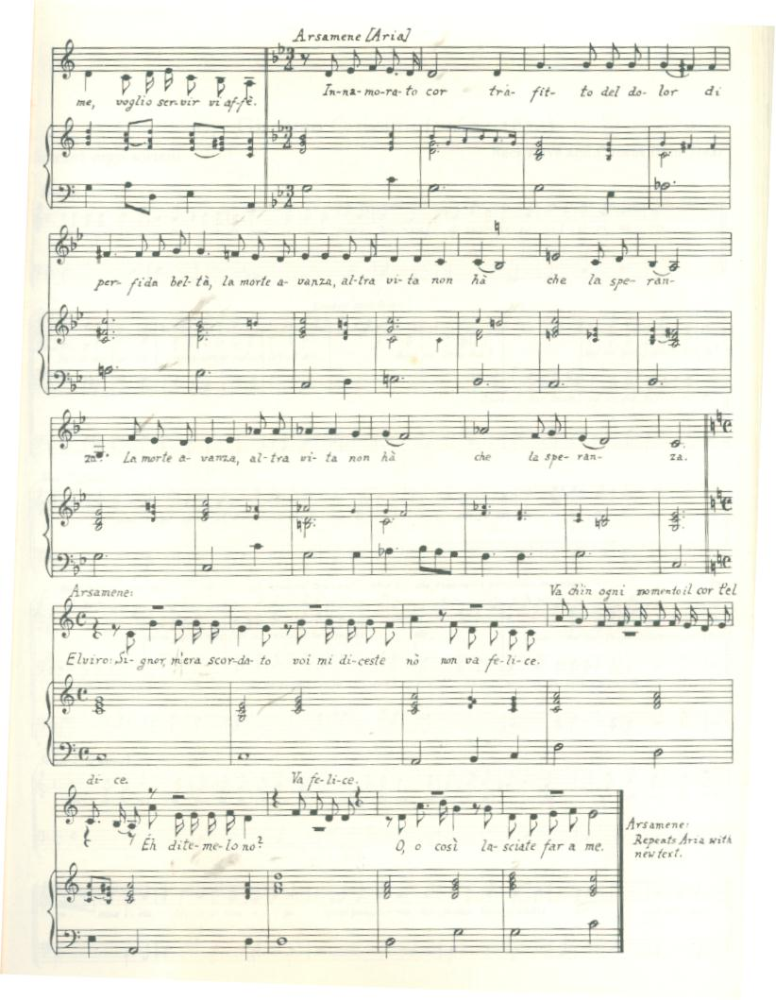 Arsamene [Aria]
me, voglio ser-vir vi af-fè. In-na-mo-ra-to cor tra-fit-to del do-lor di
per-fida bel-tà, la morte a-vanza, al-tra vi-ta non hà che la spe-ran-
za. La morte a-vanza, al-tra vi-ta non hà che la spe-ran-za.
Arsamene: Va ch'in ogni momento il cor t'el
Elviro: Si-gnor, m'era scor-da-to voi mi di-ceste nò non va fe-li-ce.
di-ce. Va fe-li-ce.
Éh dite-me-lo no? O, o così la-sciate far a me.
Arsamene:
Repeats Aria with
new text.